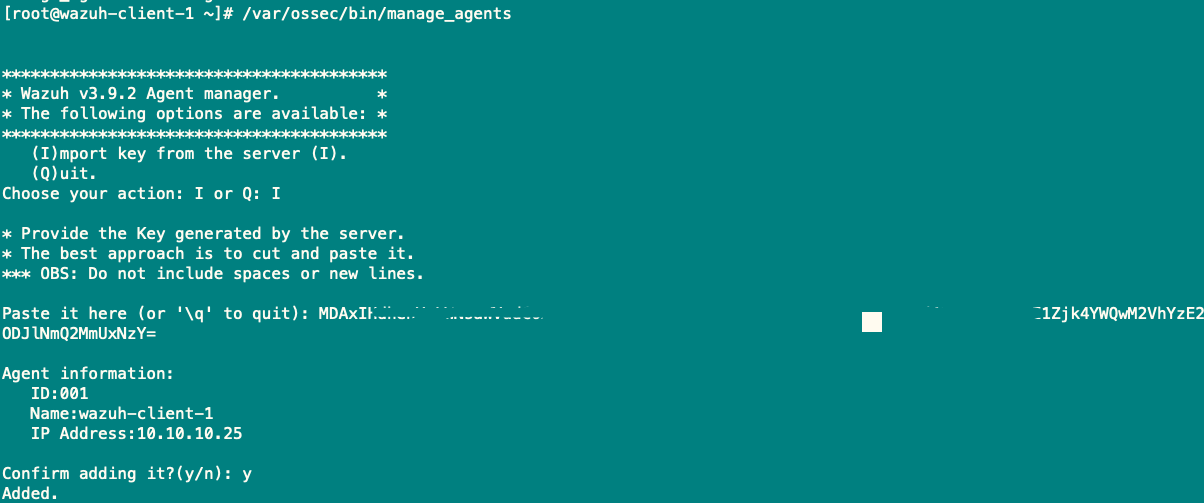 [root@wazuh-client-1 ~]# /var/ossec/bin/manage_agents
****************************************
* Wazuh v3.9.2 Agent manager.          *
* The following options are available: *
****************************************
   (I)mport key from the server (I).
   (Q)uit.
Choose your action: I or Q: I
* Provide the Key generated by the server.
* The best approach is to cut and paste it.
*** OBS: Do not include spaces or new lines.
Paste it here (or '\q' to quit):
ODJlNmQ2MmUxNzY=
Agent information:
   ID:001
   Name:wazuh-client-1
   IP Address:10.10.10.25
Confirm adding it?(y/n): y
Added.